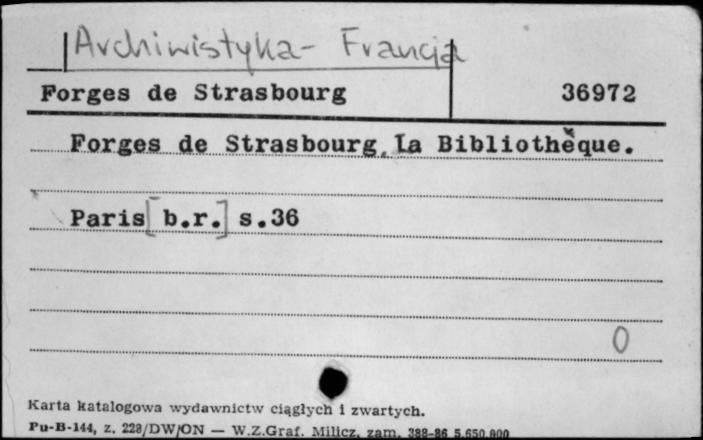 Archiwistyka - Francja
Forges de Strasbourg 36972
Forges de Strasbourg, La Bibliothèque.
Paris [b.r.] s.36
0
Karta katalogowa wydawnictw ciągłych i zwartych.
Pu-B-144, z. 228/DW/ON — W.Z.Graf. Milicz, zam. 388-86 5.650.000